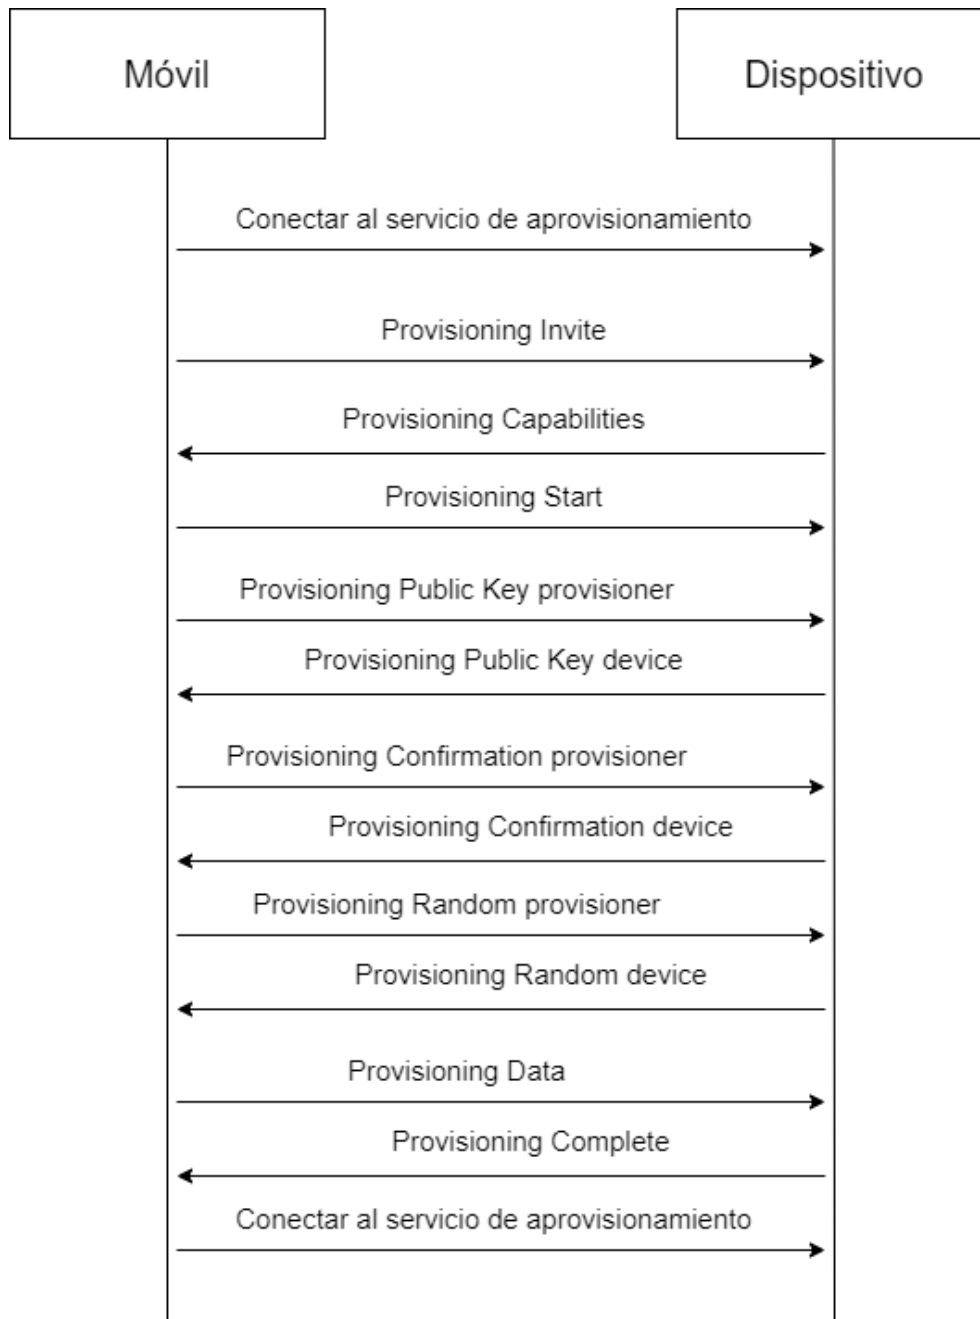 Móvil
Dispositivo
Conectar al servicio de aprovisionamiento
Provisioning Invite
Provisioning Capabilities
Provisioning Start
Provisioning Public Key provisioner
Provisioning Public Key device
Provisioning Confirmation provisioner
Provisioning Confirmation device
Provisioning Random provisioner
Provisioning Random device
Provisioning Data
Provisioning Complete
Conectar al servicio de aprovisionamiento